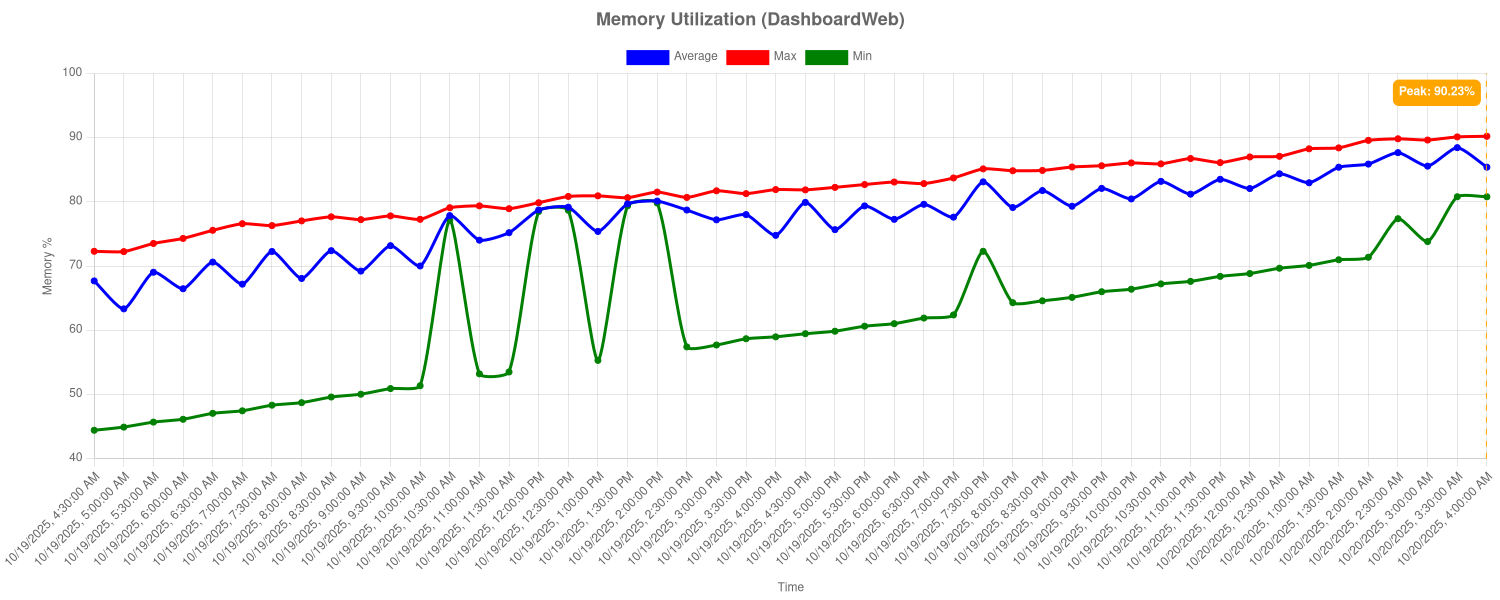 Memory Utilization (DashboardWeb)
Average Max Min
Peak: 90.23%
100
90
80
70
60
50
40
Memory %
10/19/2025, 4:30:00 AM
10/19/2025, 5:00:00 AM
10/19/2025, 5:30:00 AM
10/19/2025, 6:00:00 AM
10/19/2025, 6:30:00 AM
10/19/2025, 7:00:00 AM
10/19/2025, 7:30:00 AM
10/19/2025, 8:00:00 AM
10/19/2025, 8:30:00 AM
10/19/2025, 9:00:00 AM
10/19/2025, 9:30:00 AM
10/19/2025, 10:00:00 AM
10/19/2025, 10:30:00 AM
10/19/2025, 11:00:00 AM
10/19/2025, 11:30:00 AM
10/19/2025, 12:00:00 PM
10/19/2025, 12:30:00 PM
10/19/2025, 1:00:00 PM
10/19/2025, 1:30:00 PM
10/19/2025, 2:00:00 PM
10/19/2025, 2:30:00 PM
10/19/2025, 3:00:00 PM
10/19/2025, 3:30:00 PM
10/19/2025, 4:00:00 PM
10/19/2025, 4:30:00 PM
10/19/2025, 5:00:00 PM
10/19/2025, 5:30:00 PM
10/19/2025, 6:00:00 PM
10/19/2025, 6:30:00 PM
10/19/2025, 7:00:00 PM
10/19/2025, 7:30:00 PM
10/19/2025, 8:00:00 PM
10/19/2025, 8:30:00 PM
10/19/2025, 9:00:00 PM
10/19/2025, 9:30:00 PM
10/19/2025, 10:00:00 PM
10/19/2025, 10:30:00 PM
10/19/2025, 11:00:00 PM
10/19/2025, 11:30:00 PM
10/20/2025, 12:00:00 AM
10/20/2025, 12:30:00 AM
10/20/2025, 1:00:00 AM
10/20/2025, 1:30:00 AM
10/20/2025, 2:00:00 AM
10/20/2025, 2:30:00 AM
10/20/2025, 3:00:00 AM
10/20/2025, 3:30:00 AM
10/20/2025, 4:00:00 AM
Time